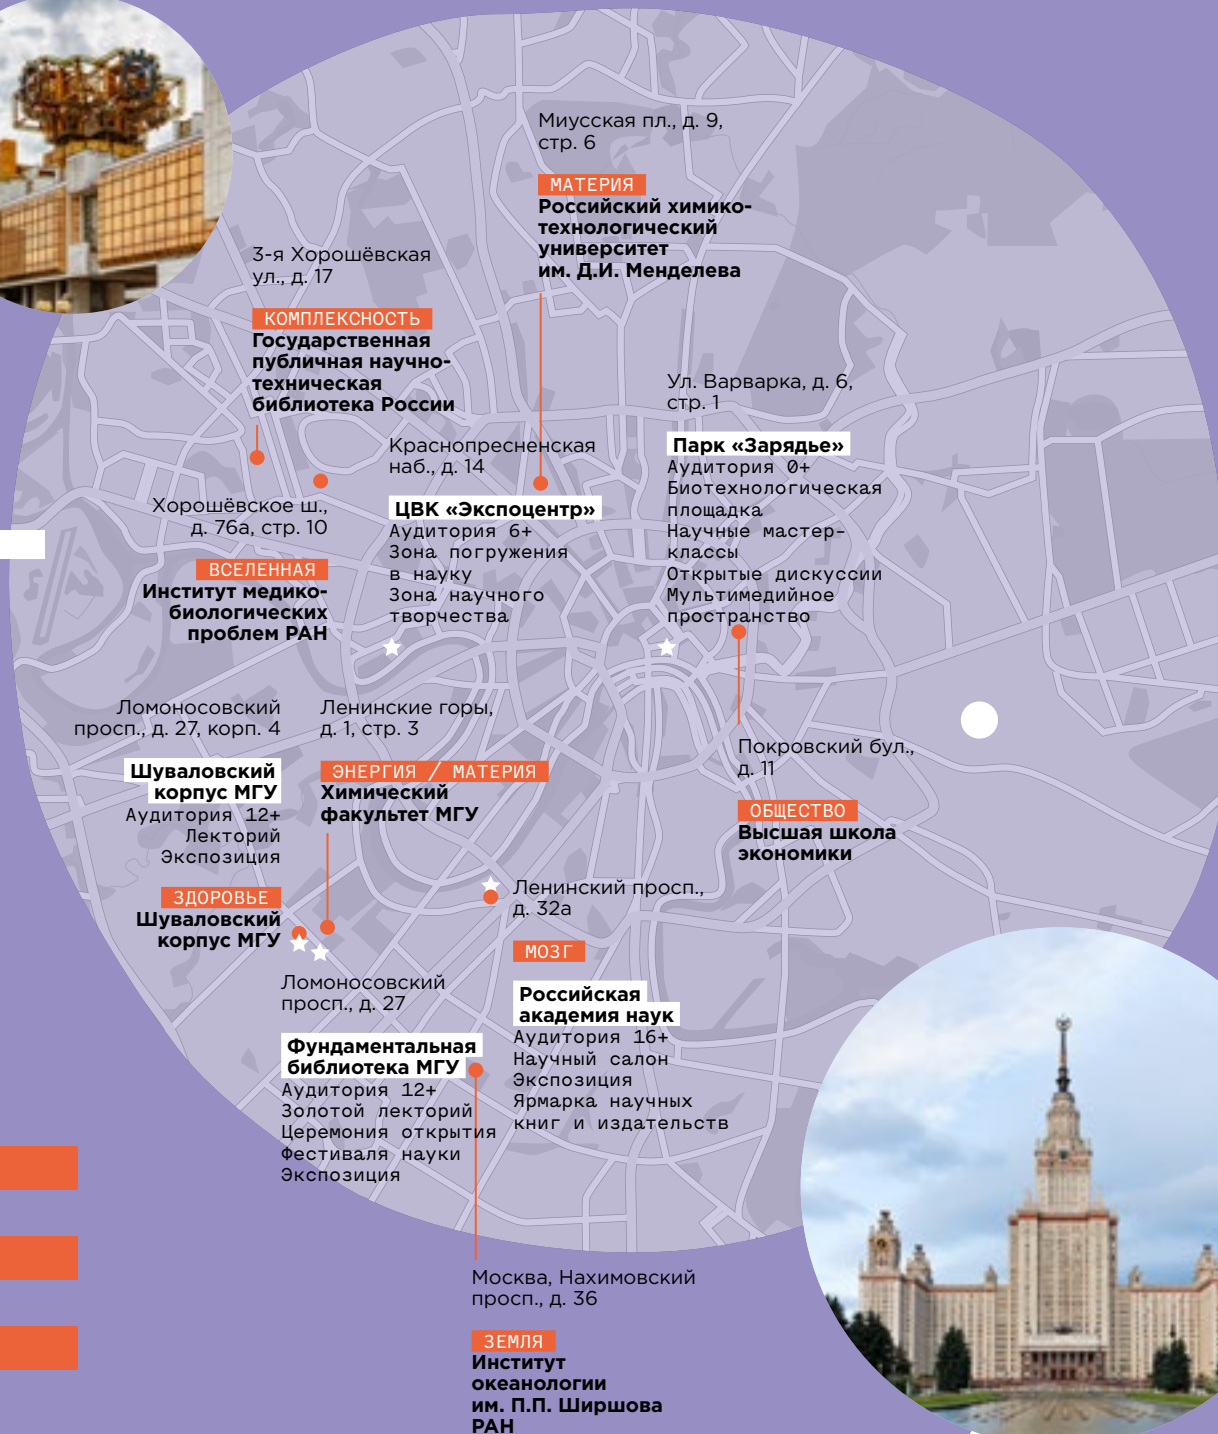 Миусская пл., д. 9,
стр. 6
МАТЕРИЯ
Российский химико-
технологический
университет
им. Д.И. Менделева
3-я Хорошёвская
ул., д. 17
КОМПЛЕКСНОСТЬ
Государственная
публичная научно-
техническая
библиотека России
Ул. Варварка, д. 6,
стр. 1
Парк «Зарядье»
Аудитория 0+
Биотехнологическая
площадка
Научные мастер-
классы
Открытые дискуссии
Мультимедийное
пространство
Краснопресненская
наб., д. 14
ЦВК «Экспоцентр»
Аудитория 6+
Зона погружения
в науку
Зона научного
творчества
Хорошёвское ш.,
д. 76а, стр. 10
ВСЕЛЕННАЯ
Институт медико-
биологических
проблем РАН
Ломоносовский
просп., д. 27, корп. 4
Шуваловский
корпус МГУ
Аудитория 12+
Лекторий
Экспозиция
ЗДОРОВЬЕ
Шуваловский
корпус МГУ
Ленинские горы,
д. 1, стр. 3
ЭНЕРГИЯ / МАТЕРИЯ
Химический
факультет МГУ
Покровский бул.,
д. 11
ОБЩЕСТВО
Высшая школа
экономики
Ленинский просп.,
д. 32а
МОЗГ
Российская
академия наук
Аудитория 16+
Научный салон
Экспозиция
Ярмарка научных
книг и издательств
Ломоносовский
просп., д. 27
Фундаментальная
библиотека МГУ
Аудитория 12+
Золотой лекторий
Церемония открытия
Фестиваля науки
Экспозиция
Москва, Нахимовский
просп., д. 36
ЗЕМЛЯ
Институт
океанологии
им. П.П. Ширшова
РАН